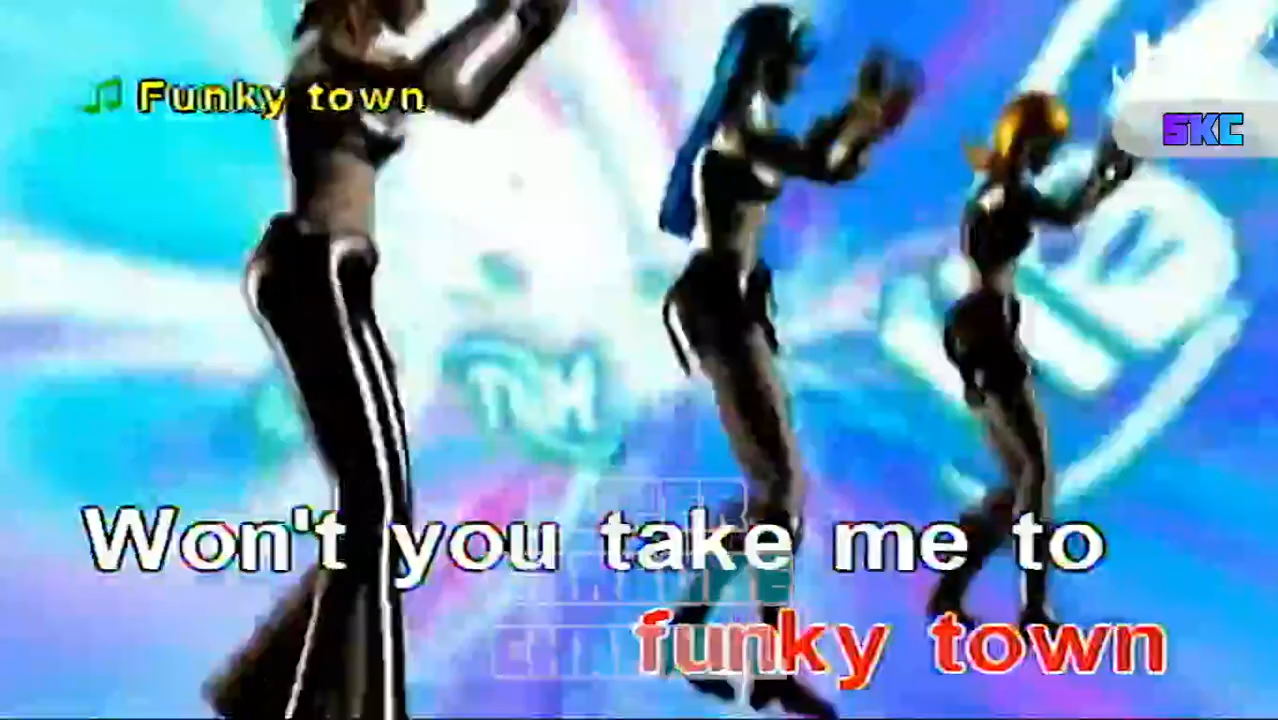 ♫ Funky town
SKC
Won't you take me to
funky town